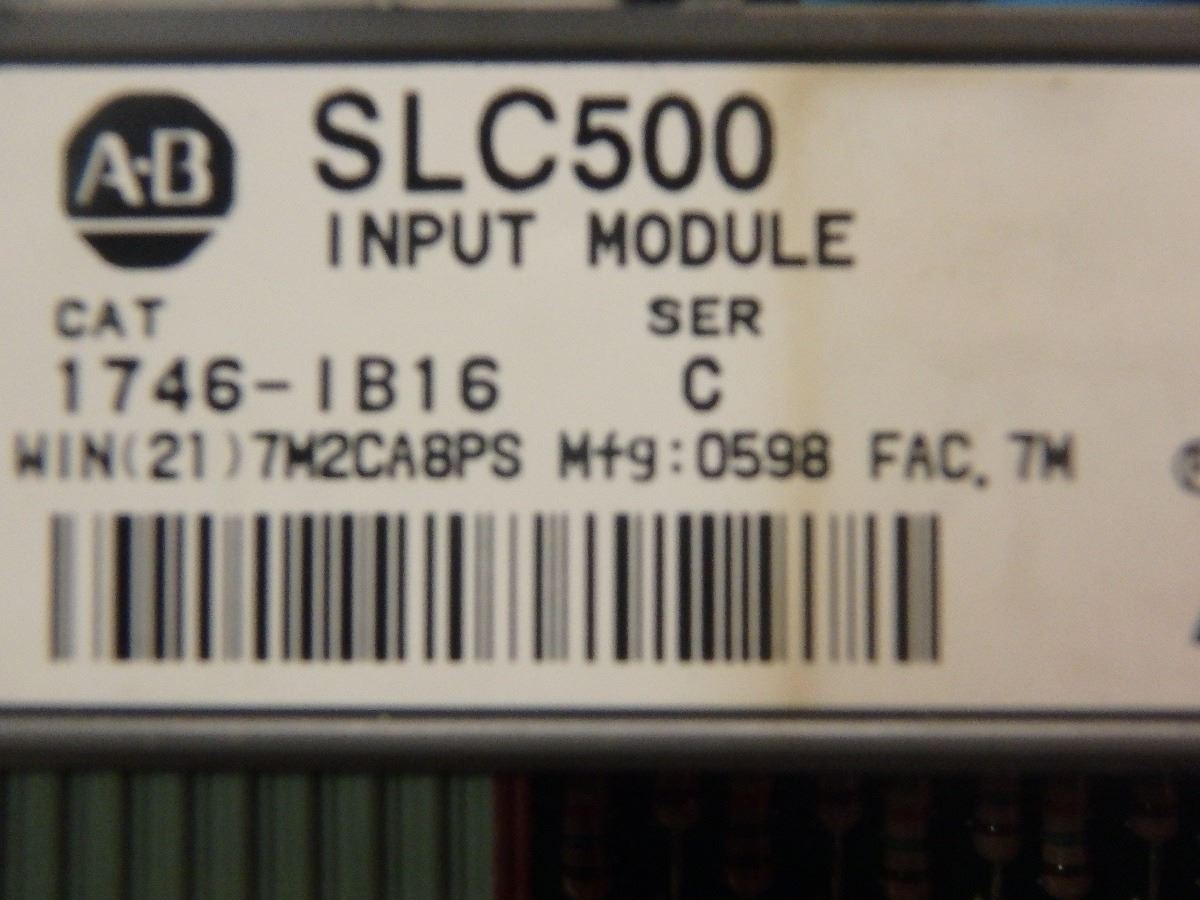 A·B
SLC500
INPUT MODULE
CAT SER
1746-IB16 C
WIN(21)7M2CA8PS Mfg:0598 FAC. 7M